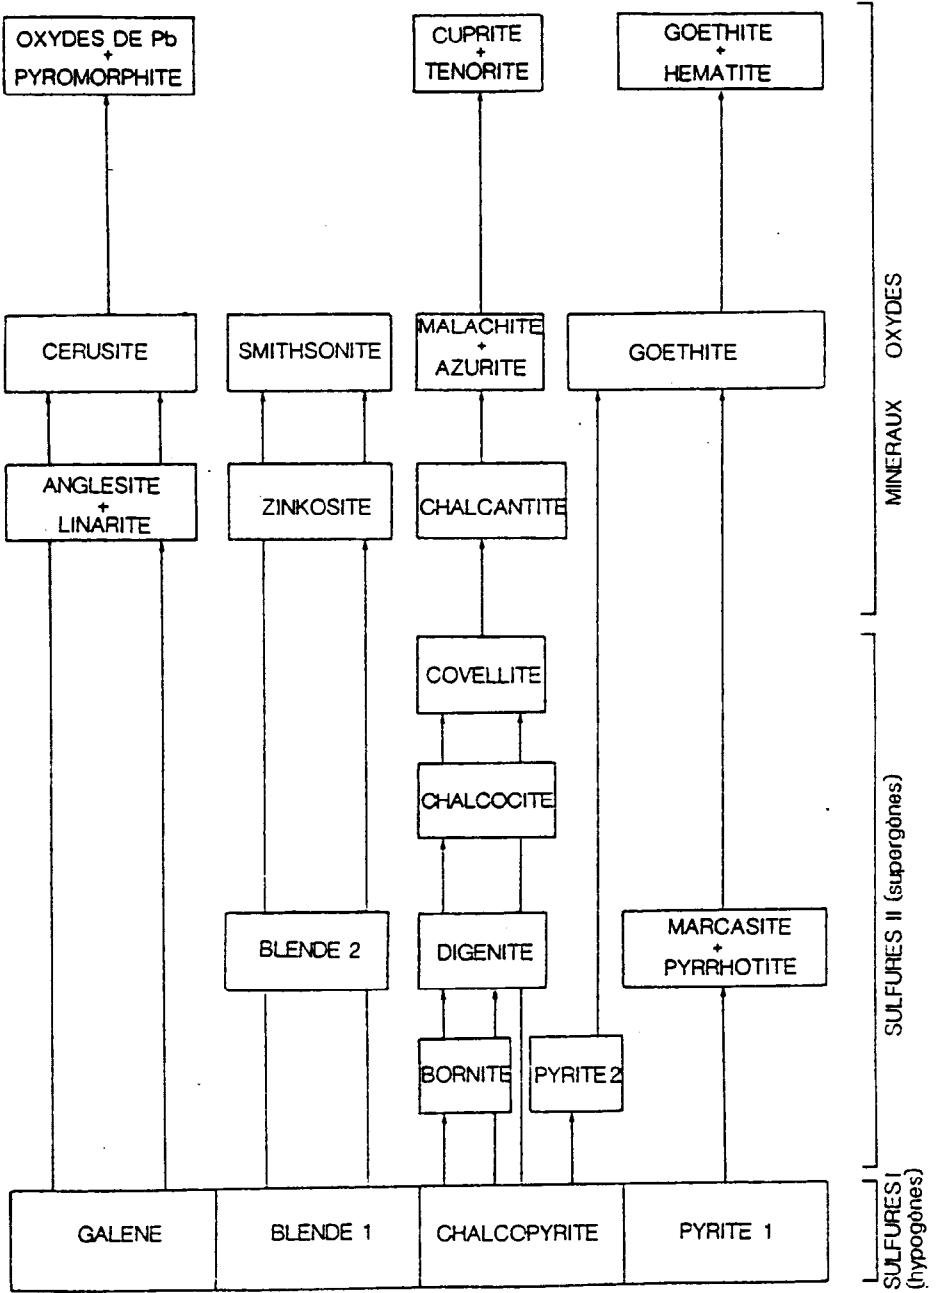 OXYDES DE Pb
+
PYROMORPHITE
CUPRITE
+
TENORITE
GOETHITE
+
HEMATITE
CERUSITE
SMITHSONITE
MALACHITE
+
AZURITE
GOETHITE
ANGLESITE
+
LINARITE
ZINKOSITE
CHALCANTITE
COVELLITE
CHALCOCITE
BLENDE 2
DIGENITE
MARCASITE
+
PYRRHOTITE
BORNITE
PYRITE 2
GALENE
BLENDE 1
CHALCOPYRITE
PYRITE 1
MINERAUX OXYDES
SULFURES II (supergènes)
SULFURES I
(hypogènes)